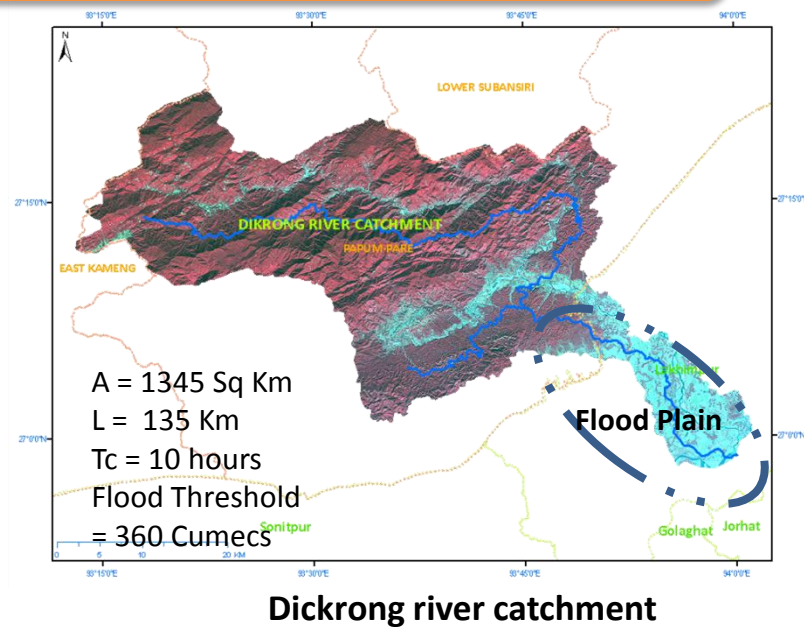 93°15'0"E 93°30'0"E 93°45'0"E 94°0'0"E
N
LOWER SUBANSIRI
27°15'0"N 27°15'0"N
DIKRONG RIVER CATCHMENT
PAPUM-PARE
EAST KAMENG
A = 1345 Sq Km
L = 135 Km
Tc = 10 hours
Flood Threshold
= 360 Cumecs
Lakhimpur
Flood Plain
27°0'0"N 27°0'0"N
Sonitpur
Golaghat Jorhat
0 5 10 20 KM
93°15'0"E 93°30'0"E 93°45'0"E 94°0'0"E
Dickrong river catchment